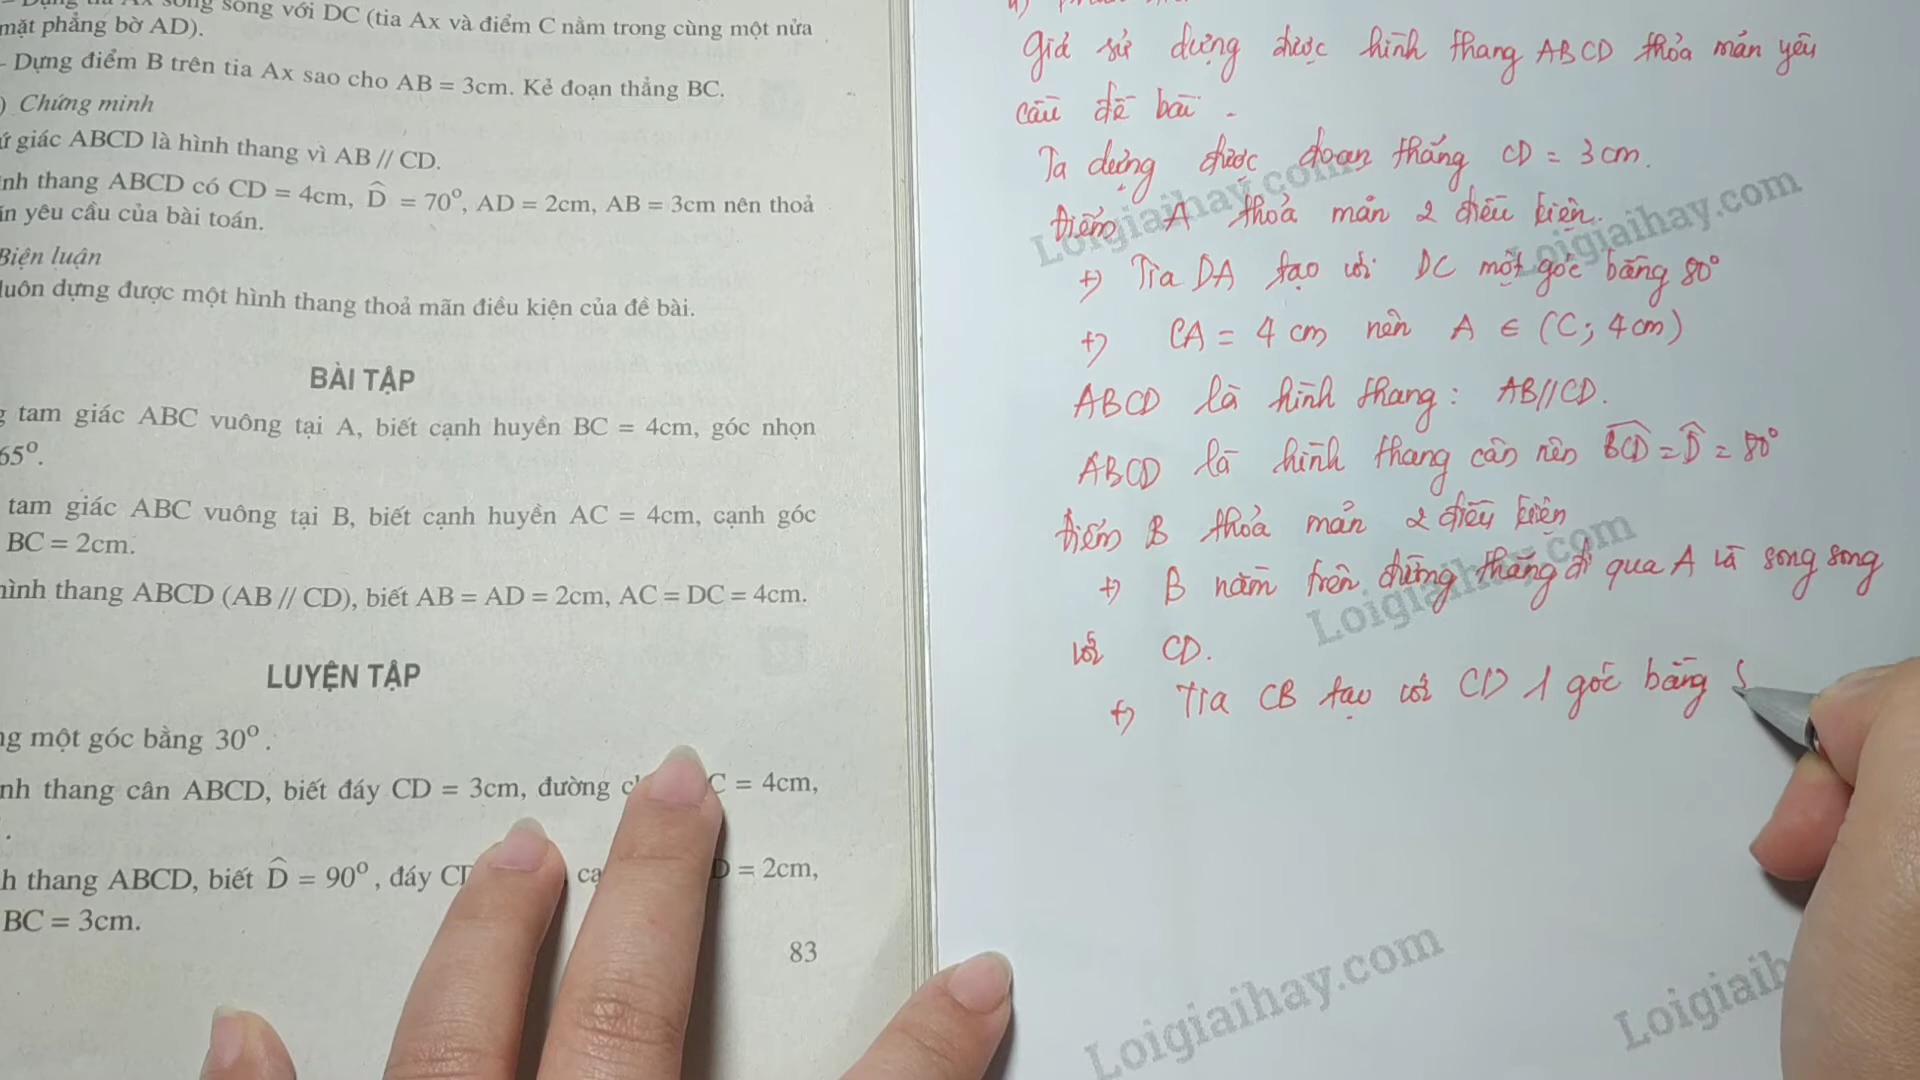 song song với DC (tia Ax và điểm C nằm trong cùng một nửa
mặt phẳng bờ AD).
- Dựng điểm B trên tia Ax sao cho AB = 3cm. Kẻ đoạn thẳng BC.
) Chứng minh
ứ giác ABCD là hình thang vì AB // CD.
nh thang ABCD có CD = 4cm, D̂ = 70°, AD = 2cm, AB = 3cm nên thoả
n yêu cầu của bài toán.
Biện luận
luôn dựng được một hình thang thoả mãn điều kiện của đề bài.
BÀI TẬP
g tam giác ABC vuông tại A, biết cạnh huyền BC = 4cm, góc nhọn
65°.
tam giác ABC vuông tại B, biết cạnh huyền AC = 4cm, cạnh góc
BC = 2cm.
hình thang ABCD (AB // CD), biết AB = AD = 2cm, AC = DC = 4cm.
LUYỆN TẬP
ng một góc bằng 30°.
nh thang cân ABCD, biết đáy CD = 3cm, đường c C = 4cm,
.
h thang ABCD, biết D̂ = 90°, đáy CD cạ D = 2cm,
BC = 3cm.
83
Giả sử dựng được hình thang ABCD thỏa mãn yêu
cầu đề bài.
Ta dựng được đoạn thẳng CD = 3cm.
Điểm A thỏa mãn 2 điều kiện.
+) Tia DA tạo với DC một góc bằng 80°
+) CA = 4 cm nên A ∈ (C; 4cm)
ABCD là hình thang: AB//CD.
ABCD là hình thang cân nên BCD̂ = D̂ = 80°
Điểm B thỏa mãn 2 điều kiện
+) B nằm trên đường thẳng đi qua A và song song
với CD.
+) Tia CB tạo với CD 1 góc bằng
Loigiaihay.com
Loigiaihay.com
Loigiaihay.com
Loigiaihay.com
Loigiaih